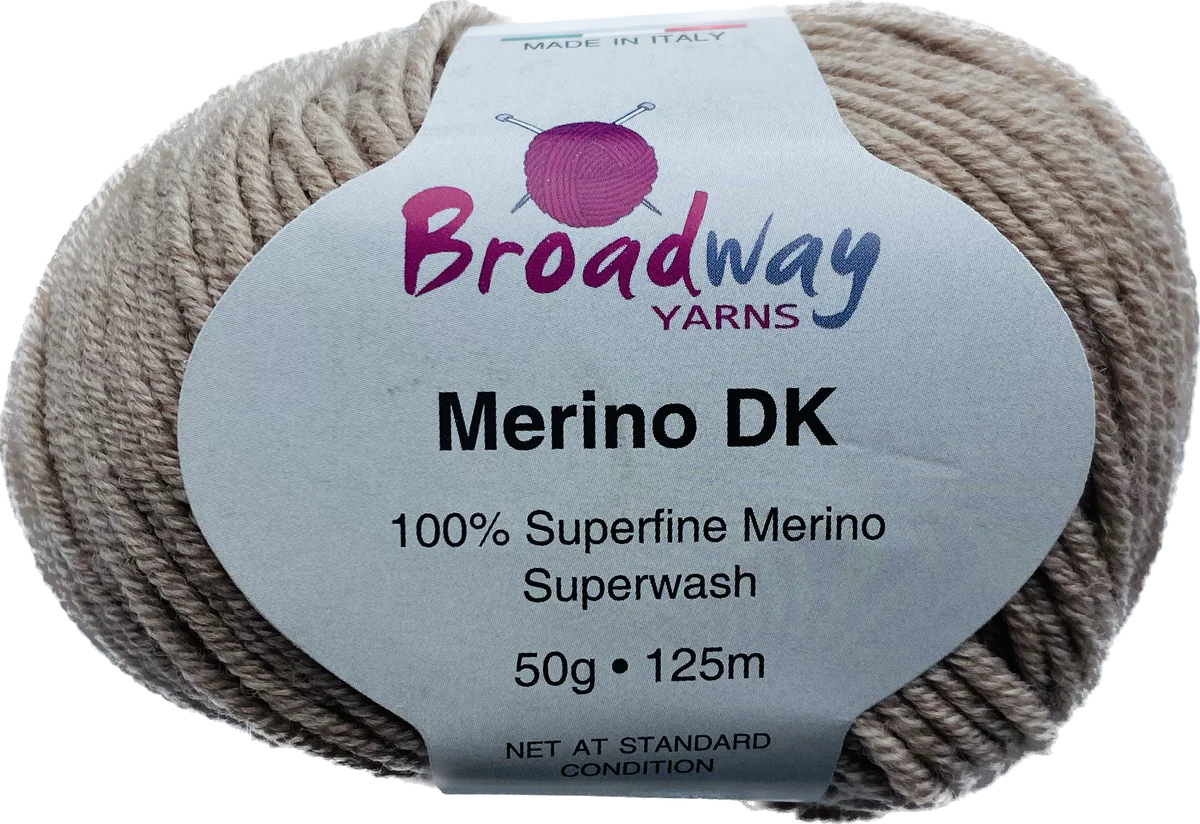 MADE IN ITALY
Broadway
YARNS
Merino DK
100% Superfine Merino
Superwash
50g • 125m
NET AT STANDARD
CONDITION